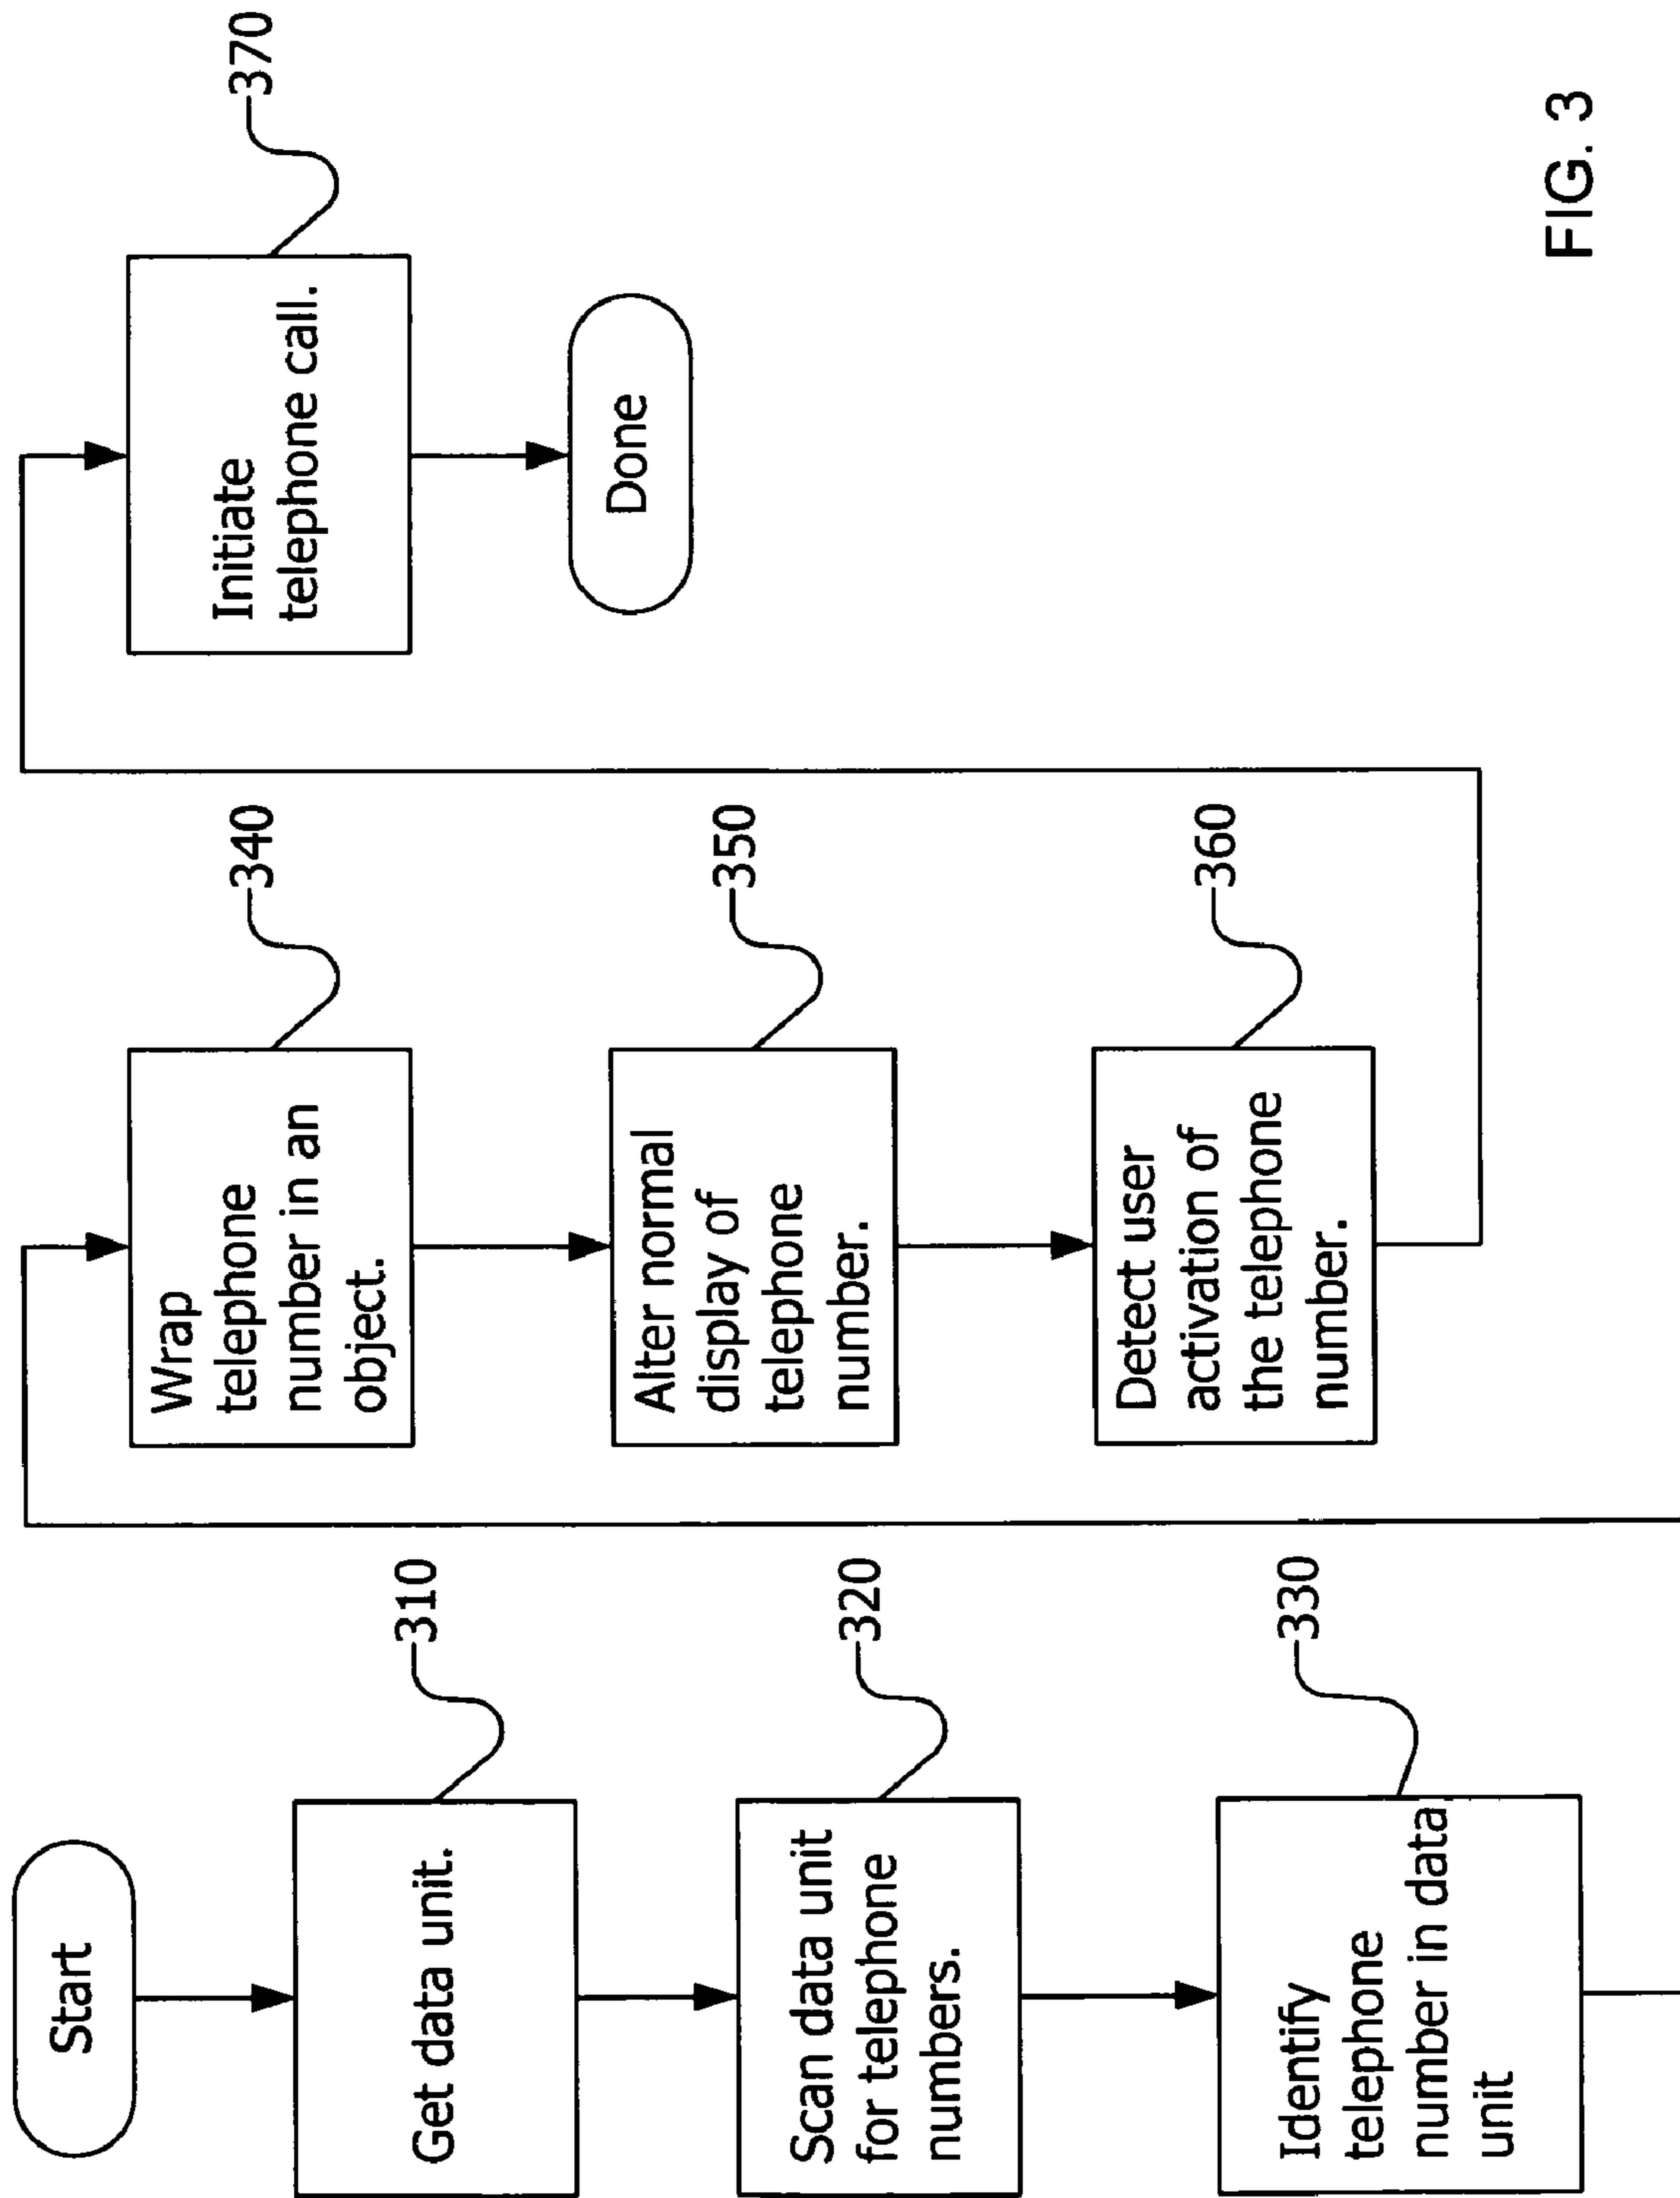 Start
Get data unit.
310
Scan data unit
for telephone
numbers.
320
Identify
telephone
number in data
unit
330
Wrap
telephone
number in an
object.
340
Alter normal
display of
telephone
number.
350
Detect user
activation of
the telephone
number.
360
Initiate
telephone call.
370
Done
FIG. 3